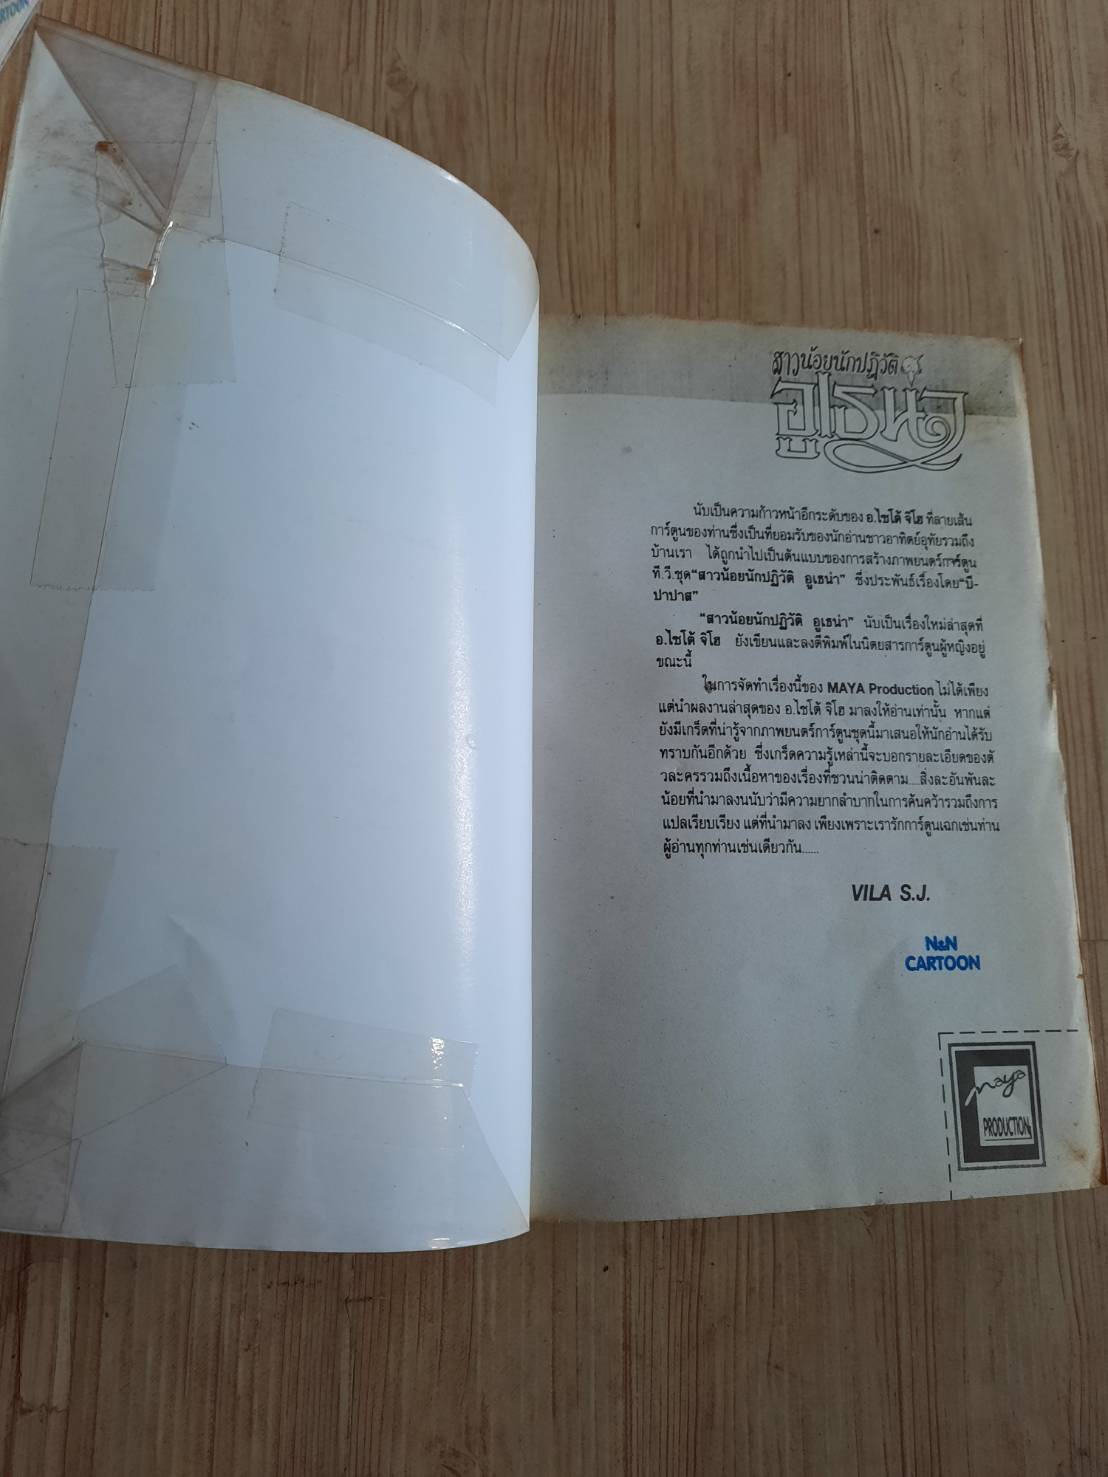 CARTOON
สาวน้อยนักปฏิวัติ
อูเธน่า
นับเป็นความก้าวหน้าอีกระดับของ อ.ไซโต้ จิโฮ ที่ลายเส้น
การ์ตูนของท่านซึ่งเป็นที่ยอมรับของนักอ่านชาวอาทิตย์อุทัยรวมถึง
บ้านเรา ได้ถูกนำไปเป็นต้นแบบของการสร้างภาพยนตร์การ์ตูน
ที.วี.ชุด"สาวน้อยนักปฏิวัติ อูเธน่า" ซึ่งประพันธ์เรื่องโดย"บี-
ปาปาส"
"สาวน้อยนักปฏิวัติ อูเธน่า" นับเป็นเรื่องใหม่ล่าสุดที่
อ.ไซโต้ จิโฮ ยังเขียนและลงตีพิมพ์ในนิตยสารการ์ตูนผู้หญิงอยู่
ขณะนี้
ในการจัดทำเรื่องนี้ของ MAYA Production ไม่ได้เพียง
แต่นำผลงานล่าสุดของ อ.ไซโต้ จิโฮ มาลงให้อ่านเท่านั้น หากแต่
ยังมีเกร็ดที่น่ารู้จากภาพยนตร์การ์ตูนชุดนี้มาเสนอให้นักอ่านได้รับ
ทราบกันอีกด้วย ซึ่งเกร็ดความรู้เหล่านี้จะบอกรายละเอียดของตั
วละครรวมถึงเนื้อหาของเรื่องที่ชวนน่าติดตาม....สิ่งละอันพันละ
น้อยที่นำมาลงนนับว่ามีความยากลำบากในการค้นคว้ารวมถึงการ
แปลเรียบเรียง แต่ที่นำมาลง เพียงเพราะเรารักการ์ตูนเฉกเช่นท่าน
ผู้อ่านทุกท่านเช่นเดียวกัน......
VILA S.J.
N&N
CARTOON
maya
PRODUCTION